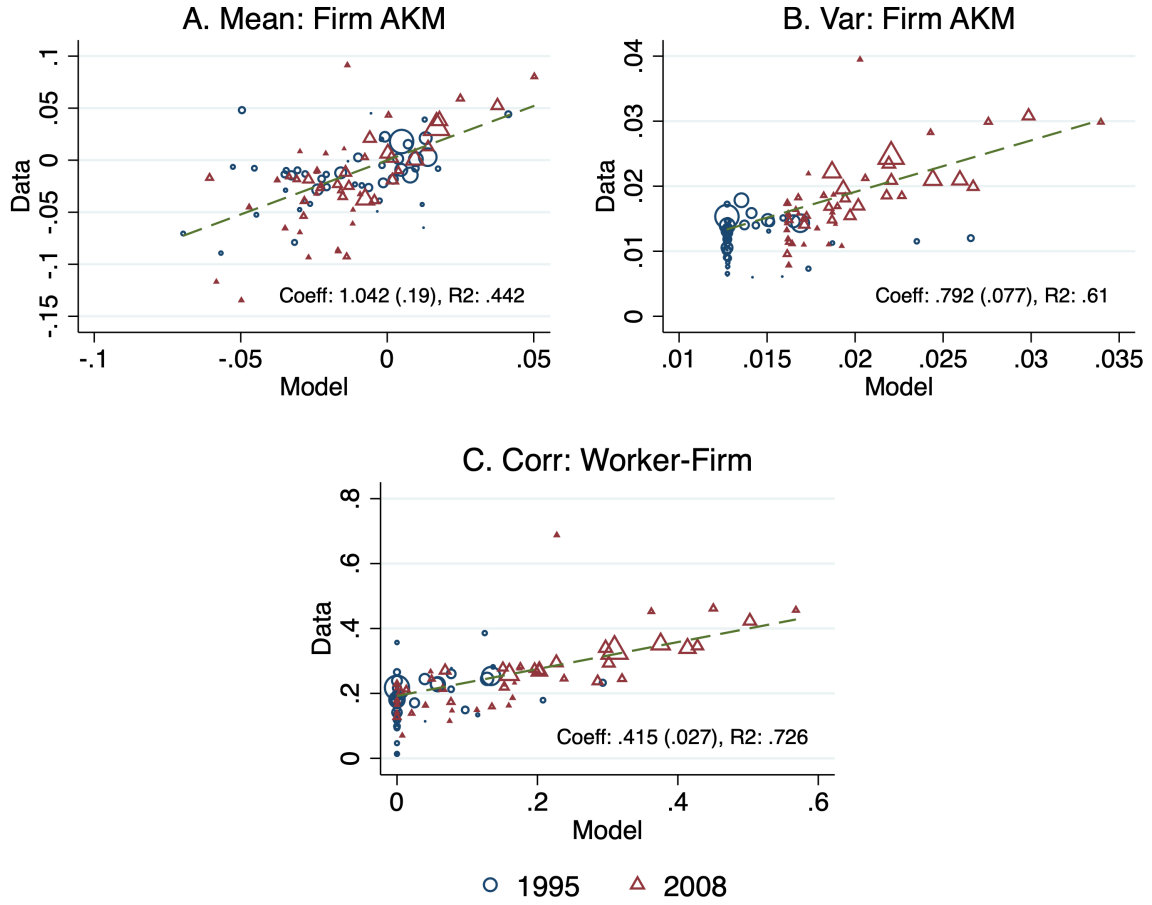 A. Mean: Firm AKM
.1
.05
0
-.05
-.1
-.15
Data
Coeff: 1.042 (.19), R2: .442
-.1
-.05
0
.05
Model
B. Var: Firm AKM
.04
.03
.02
.01
0
Data
Coeff: .792 (.077), R2: .61
.01
.015
.02
.025
.03
.035
Model
C. Corr: Worker-Firm
.8
.6
.4
.2
0
Data
Coeff: .415 (.027), R2: .726
0
.2
.4
.6
Model
1995
2008